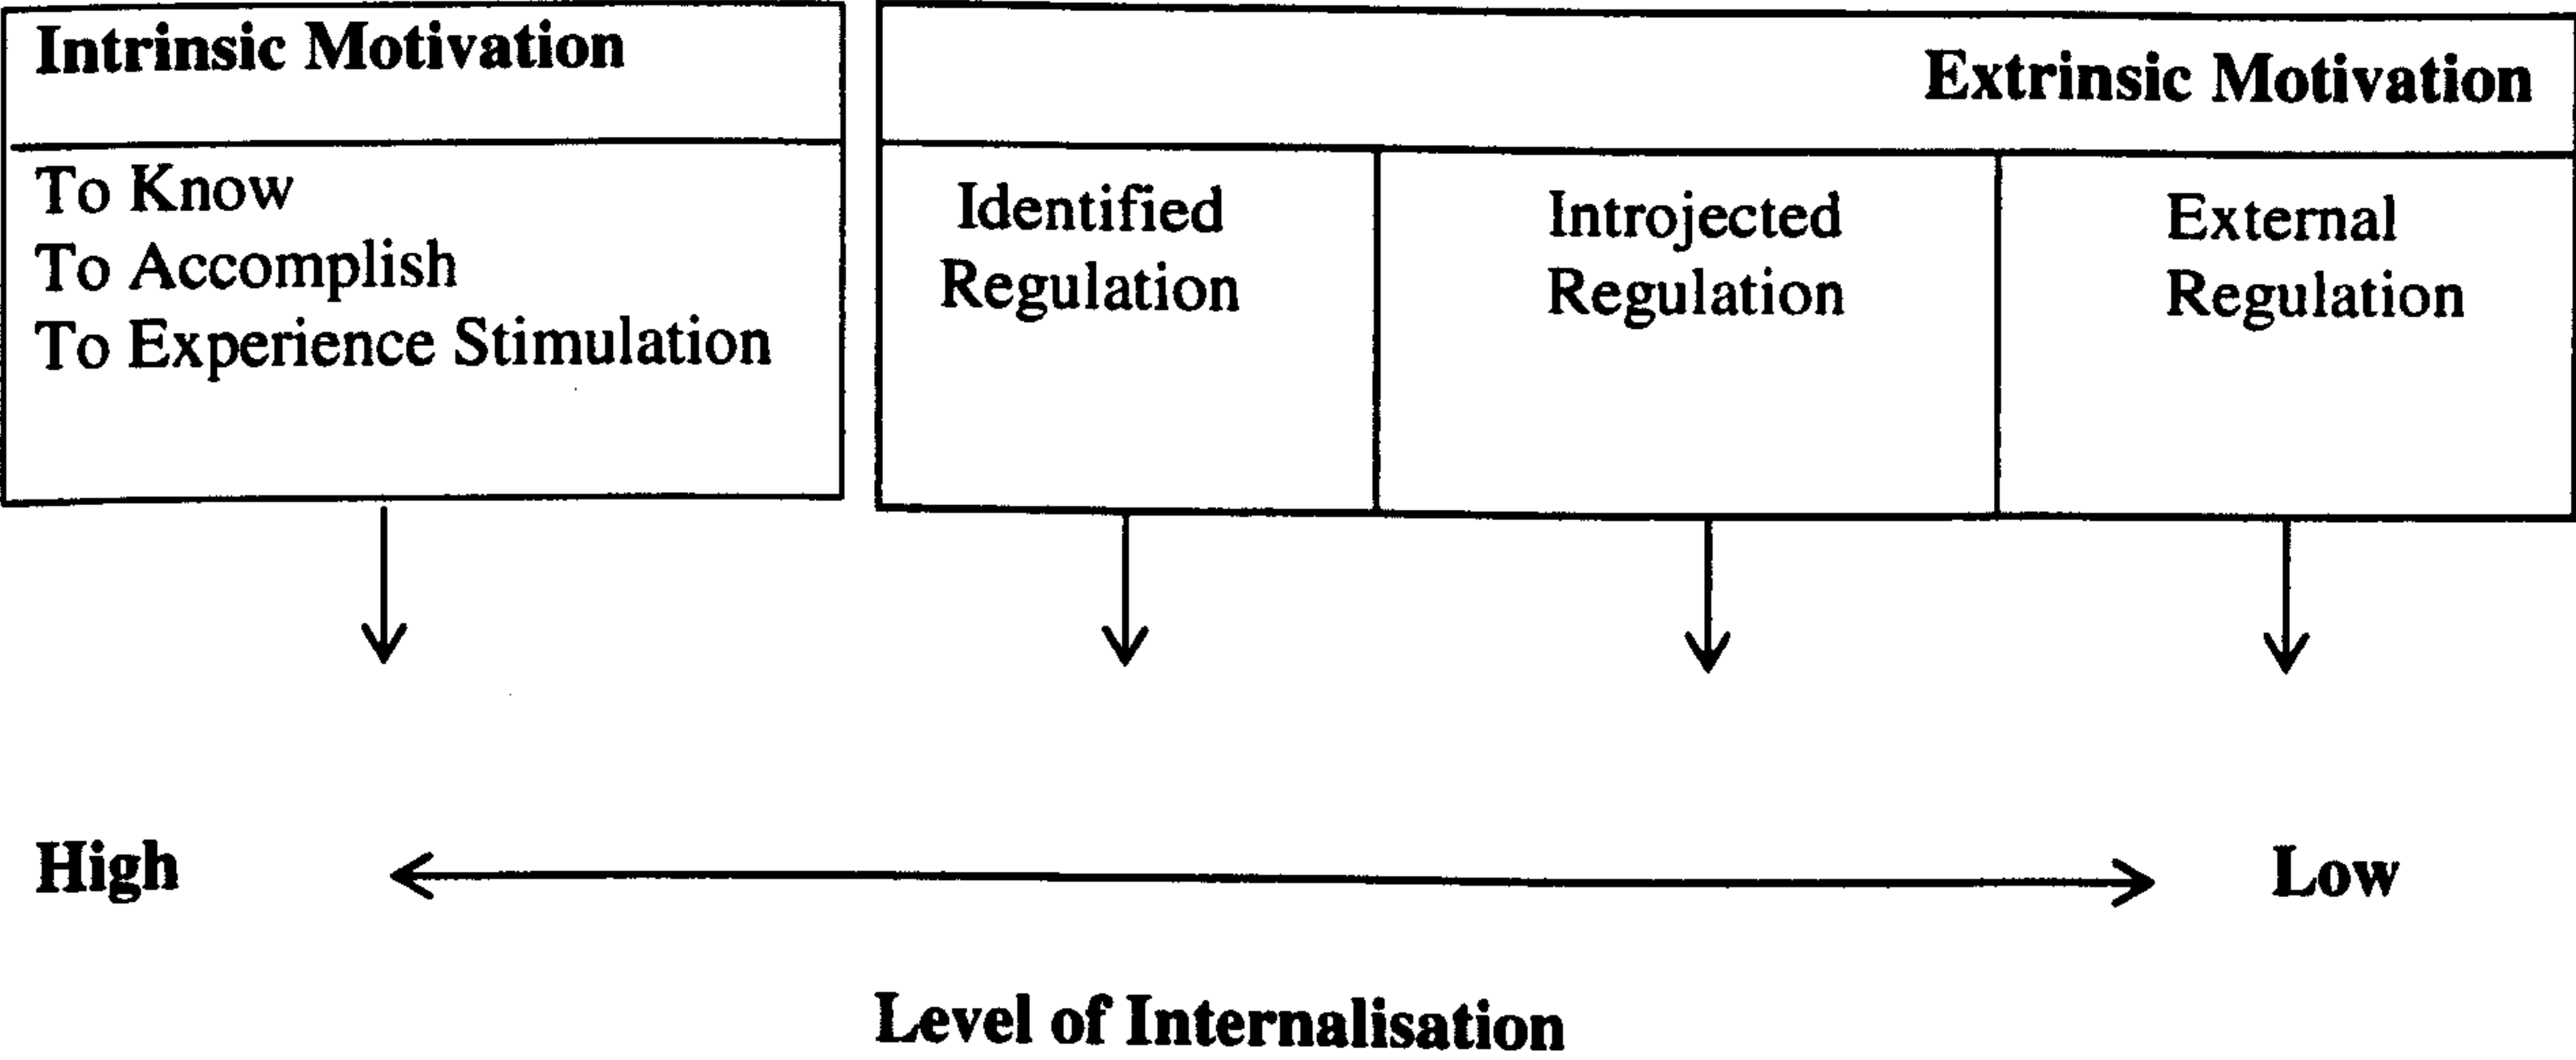 Intrinsic Motivation
To Know
To Accomplish
To Experience Stimulation
Extrinsic Motivation
Identified
Regulation
Introjected
Regulation
External
Regulation
High
Low
Level of Internalisation